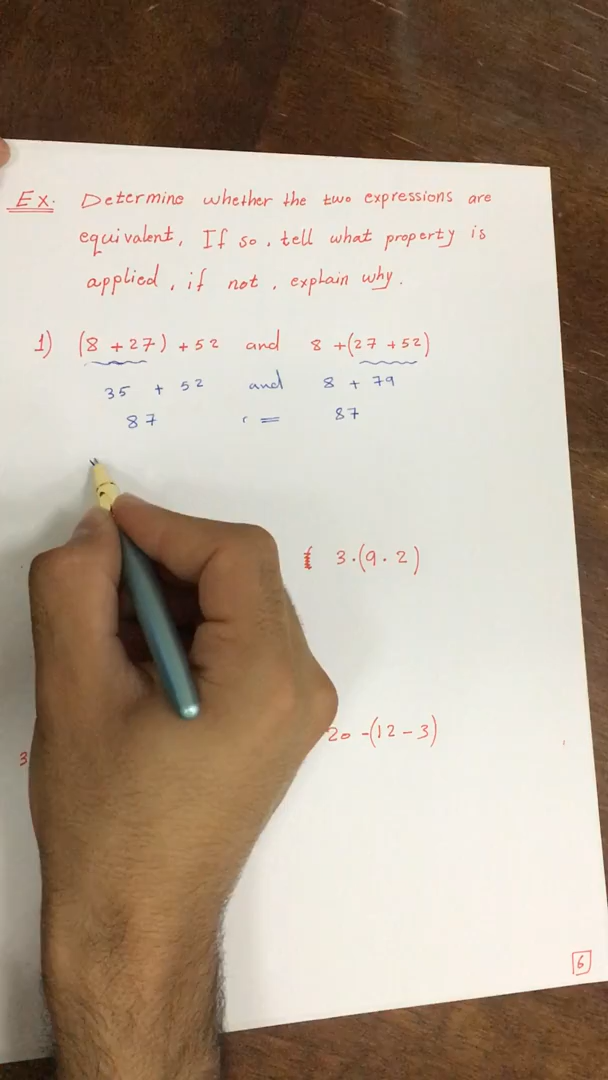 Ex. Determine whether the two expressions are
equivalent, If so, tell what property is
applied, if not, explain why.
1) (8 + 27) + 52 and 8 + (27 + 52)
35 + 52 and 8 + 79
87 = 87
3 · (9 · 2)
3
20 - (12 - 3)
6